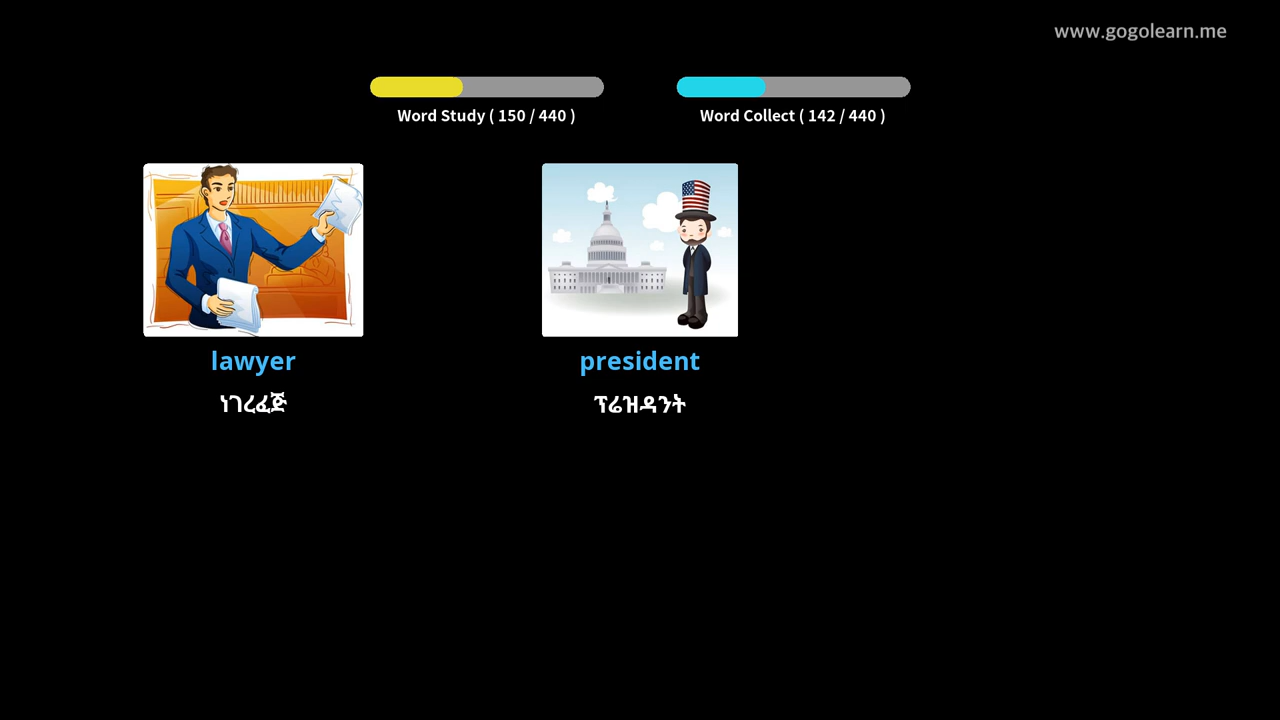 www.gogolearn.me
Word Study ( 150 / 440 )
Word Collect ( 142 / 440 )
lawyer
ነገረፈጅ
president
ፕሬዝዳንት